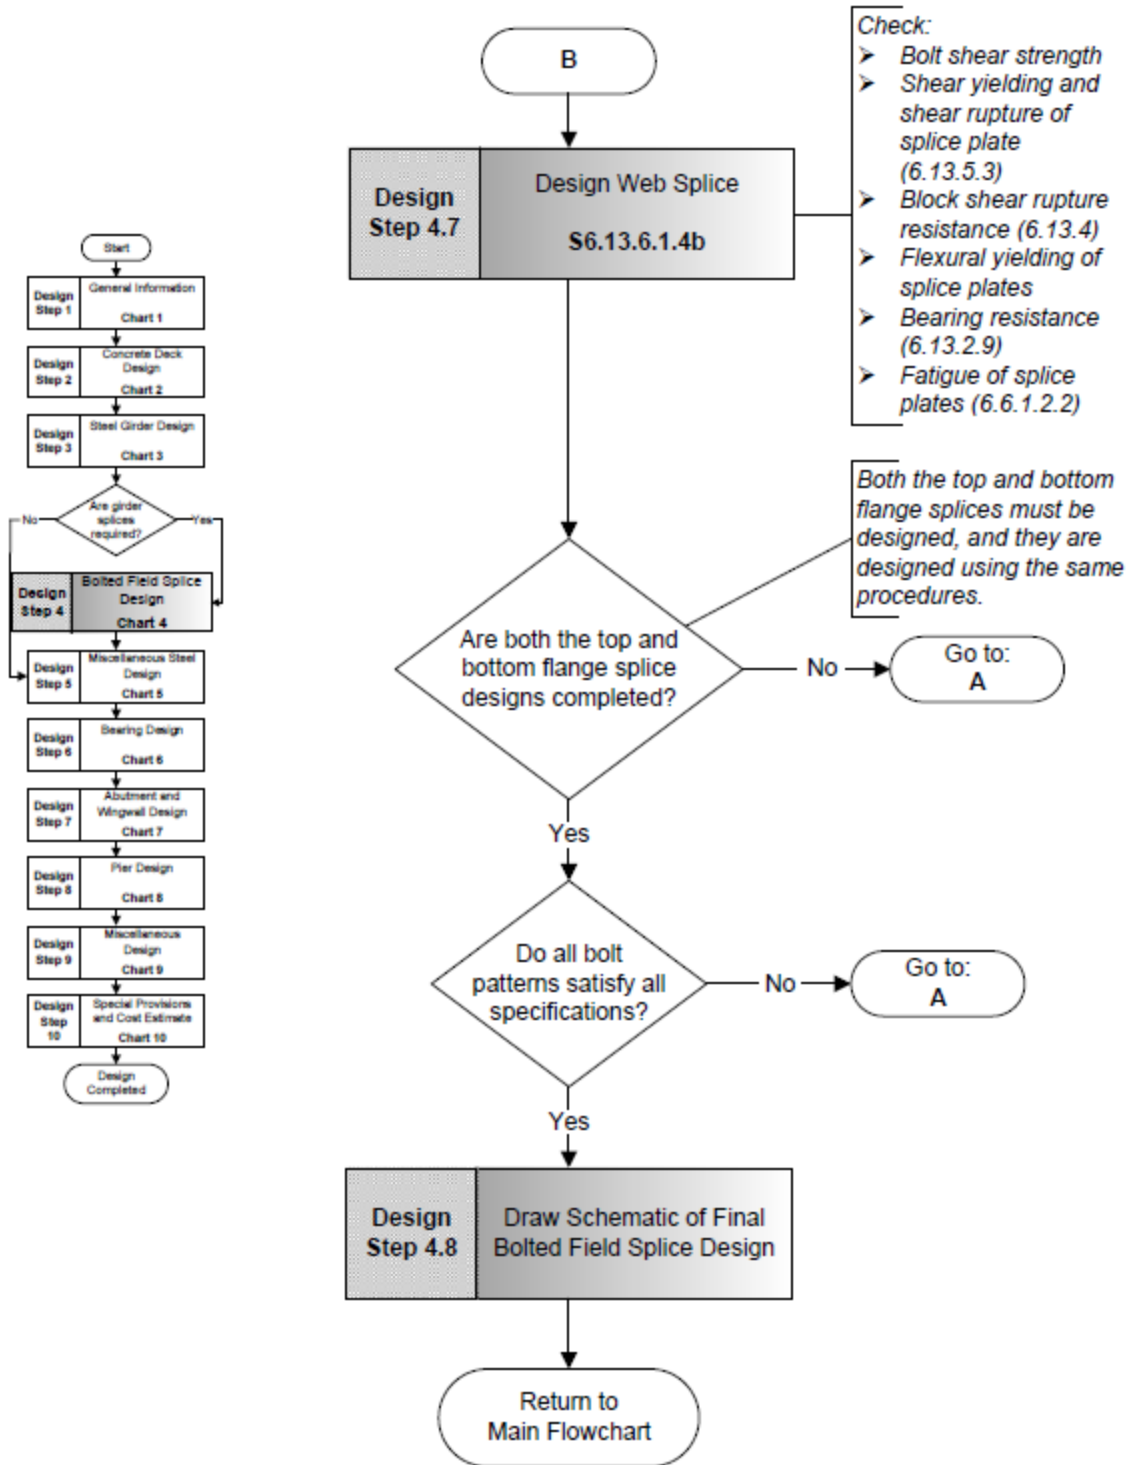 Start
Design
Step 1
General Information
Chart 1
Design
Step 2
Concrete Deck
Design
Chart 2
Design
Step 3
Steel Girder Design
Chart 3
Are girder
splices
required?
No
Yes
Design
Step 4
Bolted Field Splice
Design
Chart 4
Design
Step 5
Miscellaneous Steel
Design
Chart 5
Design
Step 6
Bearing Design
Chart 6
Design
Step 7
Abutment and
Wingwall Design
Chart 7
Design
Step 8
Pier Design
Chart 8
Design
Step 9
Miscellaneous
Design
Chart 9
Design
Step
10
Special Provisions
and Cost Estimate
Chart 10
Design
Completed
B
Design
Step 4.7
Design Web Splice
S6.13.6.1.4b
Check:
➢ Bolt shear strength
➢ Shear yielding and
shear rupture of
splice plate
(6.13.5.3)
➢ Block shear rupture
resistance (6.13.4)
➢ Flexural yielding of
splice plates
➢ Bearing resistance
(6.13.2.9)
➢ Fatigue of splice
plates (6.6.1.2.2)
Both the top and bottom
flange splices must be
designed, and they are
designed using the same
procedures.
Are both the top and
bottom flange splice
designs completed?
No
Go to:
A
Yes
Do all bolt
patterns satisfy all
specifications?
No
Go to:
A
Yes
Design
Step 4.8
Draw Schematic of Final
Bolted Field Splice Design
Return to
Main Flowchart